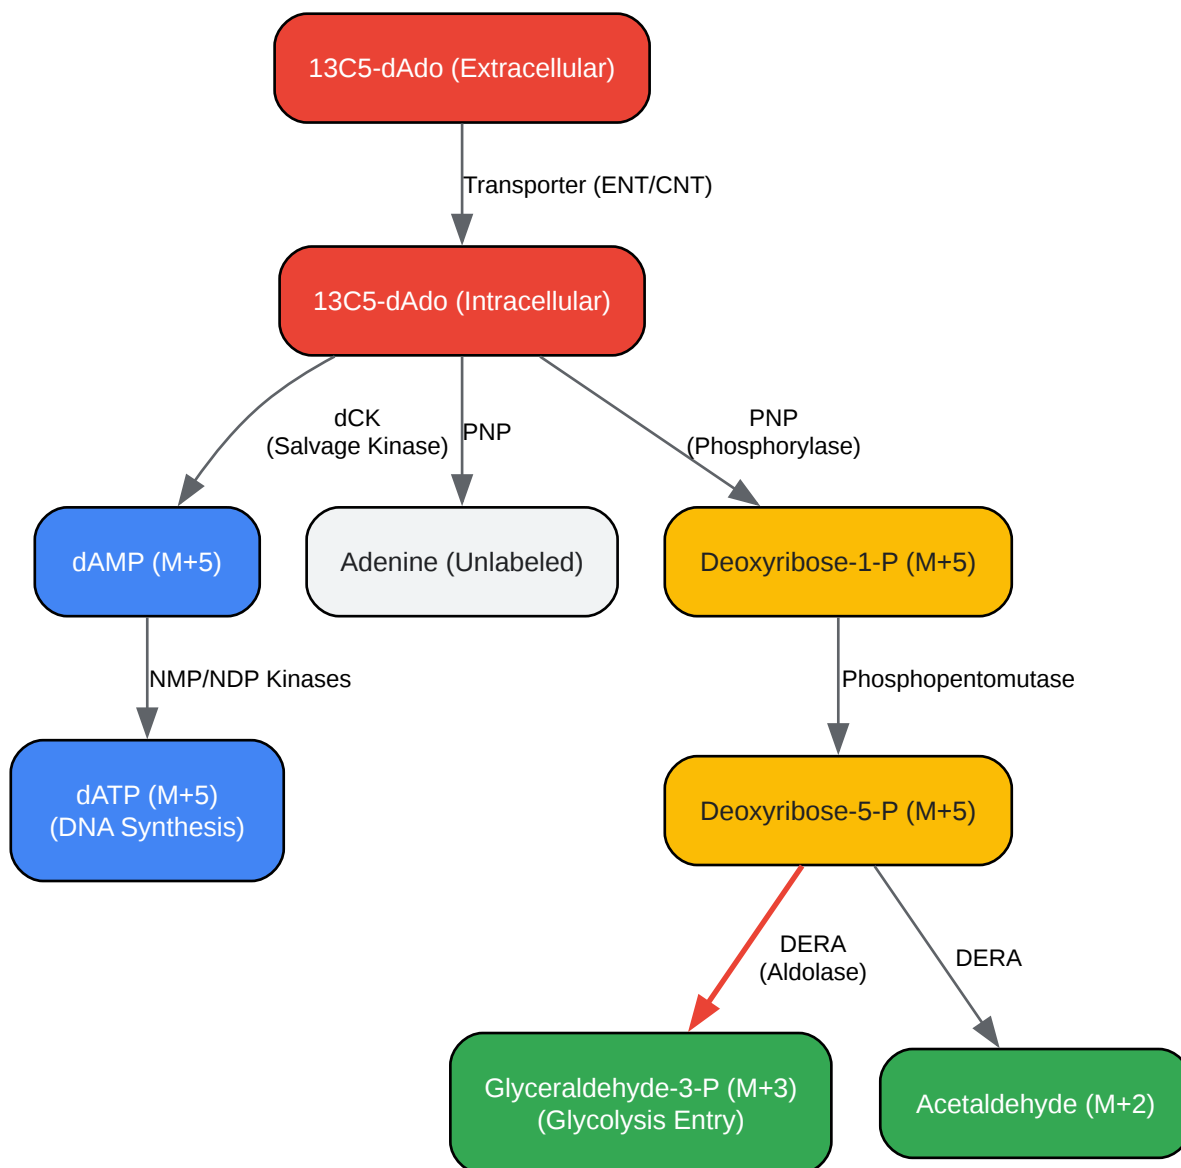 13C5-dAdo (Extracellular)
Transporter (ENT/CNT)
13C5-dAdo (Intracellular)
dCK
(Salvage Kinase)
PNP
PNP
(Phosphorylase)
dAMP (M+5)
Adenine (Unlabeled)
Deoxyribose-1-P (M+5)
NMP/NDP Kinases
Phosphopentomutase
dATP (M+5)
(DNA Synthesis)
Deoxyribose-5-P (M+5)
DERA
(Aldolase)
DERA
Glyceraldehyde-3-P (M+3)
(Glycolysis Entry)
Acetaldehyde (M+2)